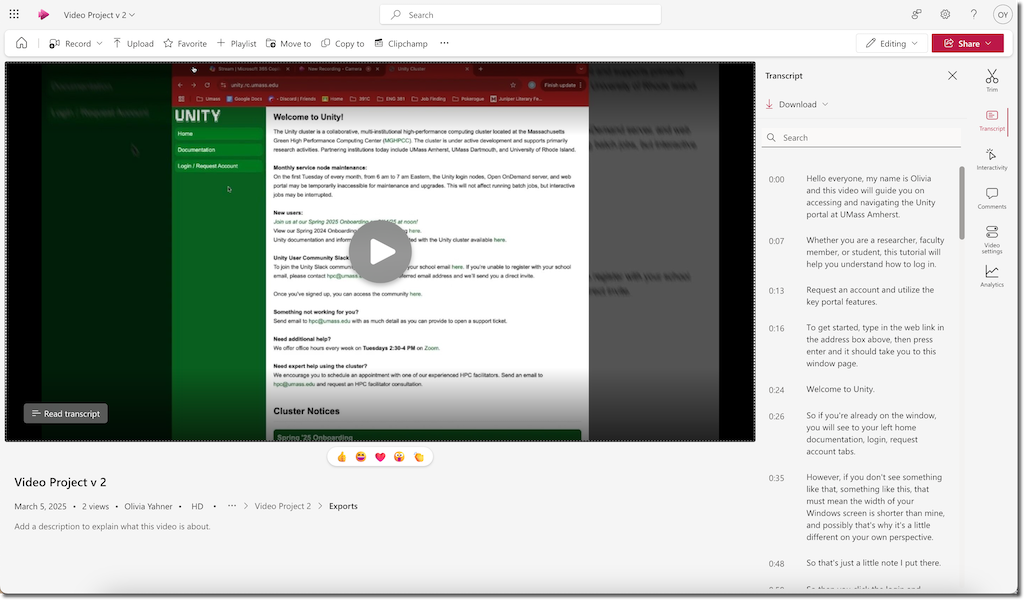 Video Project v 2
Search
OY
Record
Upload
Favorite
Playlist
Move to
Copy to
Clipchamp
Editing
Share
Documentation
Login / Request Account
Stream | Microsoft 365 Cop
New Recording - Camera
Unity Cluster
unity.rc.umass.edu
Finish update
Umass
Google Docs
- Discord | Friends
Home
391C
ENG 381
Job Finding
Pokerogue
Juniper Literary Fe...
UNITY
Home
Documentation
Login / Request Account
Welcome to Unity!
The Unity cluster is a collaborative, multi-institutional high-performance computing cluster located at the Massachusetts
Green High Performance Computing Center (MGHPCC). The cluster is under active development and supports primarily
research activities. Partnering institutions today include UMass Amherst, UMass Dartmouth, and University of Rhode Island.
Monthly service node maintenance:
On the first Tuesday of every month, from 6 am to 7 am Eastern, the Unity login nodes, Open OnDemand server, and web
portal may be temporarily inaccessible for maintenance and upgrades. This will not affect running batch jobs, but interactive
jobs may be interrupted.
New users:
Join us at our Spring 2025 Onboarding at noon!
View our Spring 2024 Onboarding here.
Unity documentation and with the Unity cluster available here.
Unity User Community Slack
To join the Unity Slack your school email here. If you're unable to register with your school
email, please contact email address and we'll send you a direct invite.
Once you've signed up, you can access the community here.
Something not working for you?
Send email to hpc@umass.edu with as much detail as you can provide to open a support ticket.
Need additional help?
We offer office hours every week on Tuesdays 2:30-4 PM on Zoom.
Need expert help using the cluster?
We encourage you to schedule an appointment with one of our experienced HPC facilitators. Send an email to
hpc@umass.edu and request an HPC facilitator consultation.
Cluster Notices
Spring '25 Onboarding
Read transcript
Video Project v 2
March 5, 2025 • 2 views • Olivia Yahner • HD • ··· > Video Project 2 > Exports
Add a description to explain what this video is about.
Transcript
Download
Search
0:00
Hello everyone, my name is Olivia
and this video will guide you on
accessing and navigating the Unity
portal at UMass Amherst.
0:07
Whether you are a researcher, faculty
member, or student, this tutorial will
help you understand how to log in.
0:13
Request an account and utilize the
key portal features.
0:16
To get started, type in the web link in
the address box above, then press
enter and it should take you to this
window page.
0:24
Welcome to Unity.
0:26
So if you're already on the window,
you will see to your left home
documentation, login, request
account tabs.
0:35
However, if you don't see something
like that, something like this, that
must mean the width of your
Windows screen is shorter than mine,
and possibly that's why it's a little
different on your own perspective.
0:48
So that's just a little note I put there.
Trim
Transcript
Interactivity
Comments
Video
settings
Analytics